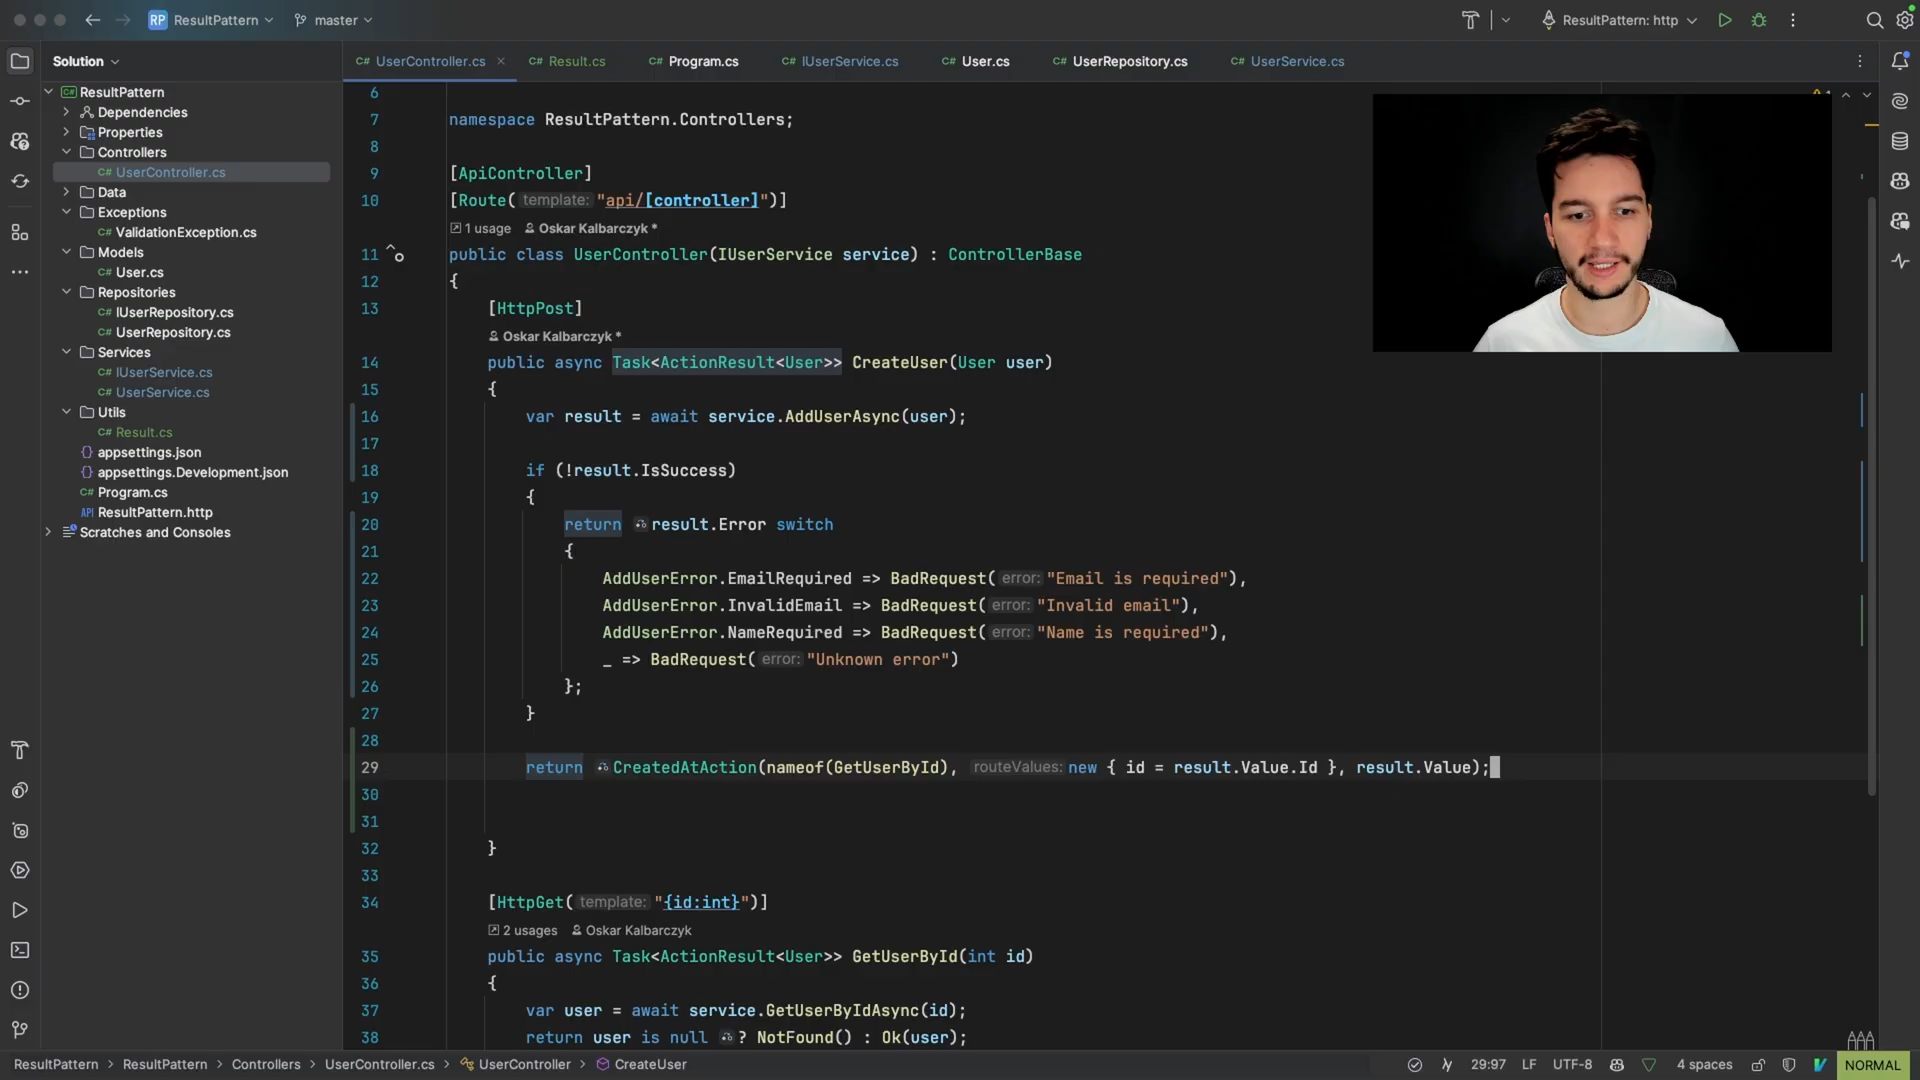 RP ResultPattern master ResultPattern: http
Solution
UserController.cs Result.cs Program.cs IUserService.cs User.cs UserRepository.cs UserService.cs
ResultPattern
Dependencies
Properties
Controllers
C# UserController.cs
Data
Exceptions
C# ValidationException.cs
Models
C# User.cs
Repositories
C# IUserRepository.cs
C# UserRepository.cs
Services
C# IUserService.cs
C# UserService.cs
Utils
C# Result.cs
{} appsettings.json
{} appsettings.Development.json
C# Program.cs
API ResultPattern.http
Scratches and Consoles
6
7 namespace ResultPattern.Controllers;
8
9 [ApiController]
10 [Route( template: "api/[controller]")]
1 usage Oskar Kalbarczyk *
11 public class UserController(IUserService service) : ControllerBase
12 {
13 [HttpPost]
Oskar Kalbarczyk *
14 public async Task<ActionResult<User>> CreateUser(User user)
15 {
16 var result = await service.AddUserAsync(user);
17
18 if (!result.IsSuccess)
19 {
20 return result.Error switch
21 {
22 AddUserError.EmailRequired => BadRequest( error: "Email is required"),
23 AddUserError.InvalidEmail => BadRequest( error: "Invalid email"),
24 AddUserError.NameRequired => BadRequest( error: "Name is required"),
25 _ => BadRequest( error: "Unknown error")
26 };
27 }
28
29 return CreatedAtAction(nameof(GetUserById), routeValues: new { id = result.Value.Id }, result.Value);
30
31
32 }
33
34 [HttpGet( template: "{id:int}")]
2 usages Oskar Kalbarczyk
35 public async Task<ActionResult<User>> GetUserById(int id)
36 {
37 var user = await service.GetUserByIdAsync(id);
38 return user is null ? NotFound() : Ok(user);
ResultPattern > ResultPattern > Controllers > UserController.cs > UserController > CreateUser 29:97 LF UTF-8 4 spaces NORMAL